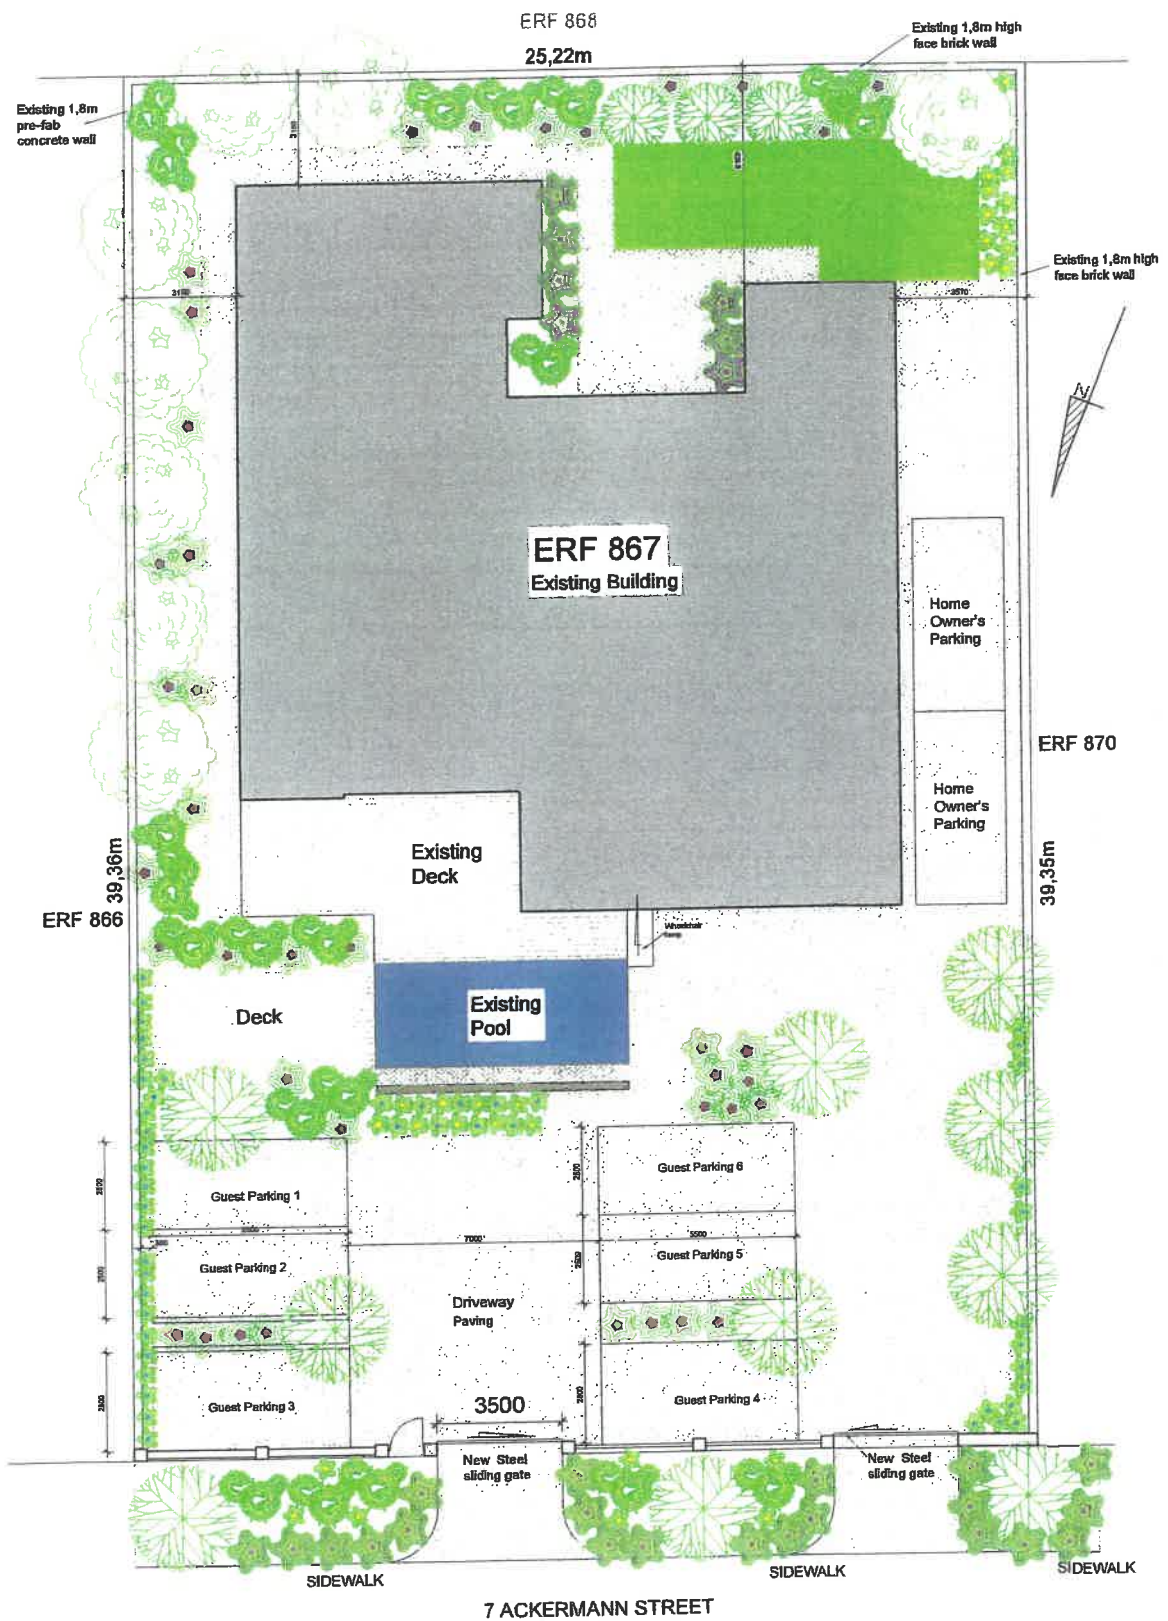 ERF 868
25,22m
Existing 1,8m high
face brick wall
Existing 1,8m
pre-fab
concrete wall
Existing 1,8m high
face brick wall
3570
N
ERF 867
Existing Building
Home
Owner's
Parking
ERF 870
Home
Owner's
Parking
39,36m
39,35m
Existing
Deck
ERF 866
Wheelchair
Deck
Existing
Pool
Guest Parking 1
Guest Parking 6
7000
5500
Guest Parking 2
Guest Parking 5
Driveway
Paving
Guest Parking 3
3500
Guest Parking 4
New Steel
sliding gate
New Steel
sliding gate
SIDEWALK
SIDEWALK
SIDEWALK
7 ACKERMANN STREET